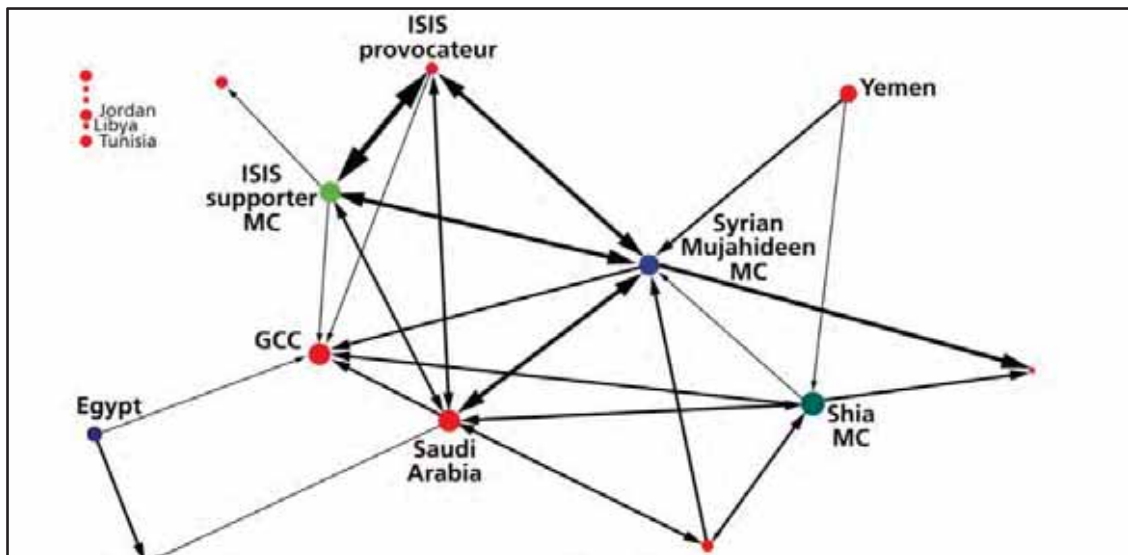 ISIS
provocateur
Yemen
Jordan
Libya
Tunisia
ISIS
supporter
MC
Syrian
Mujahideen
MC
GCC
Egypt
Shia
MC
Saudi
Arabia